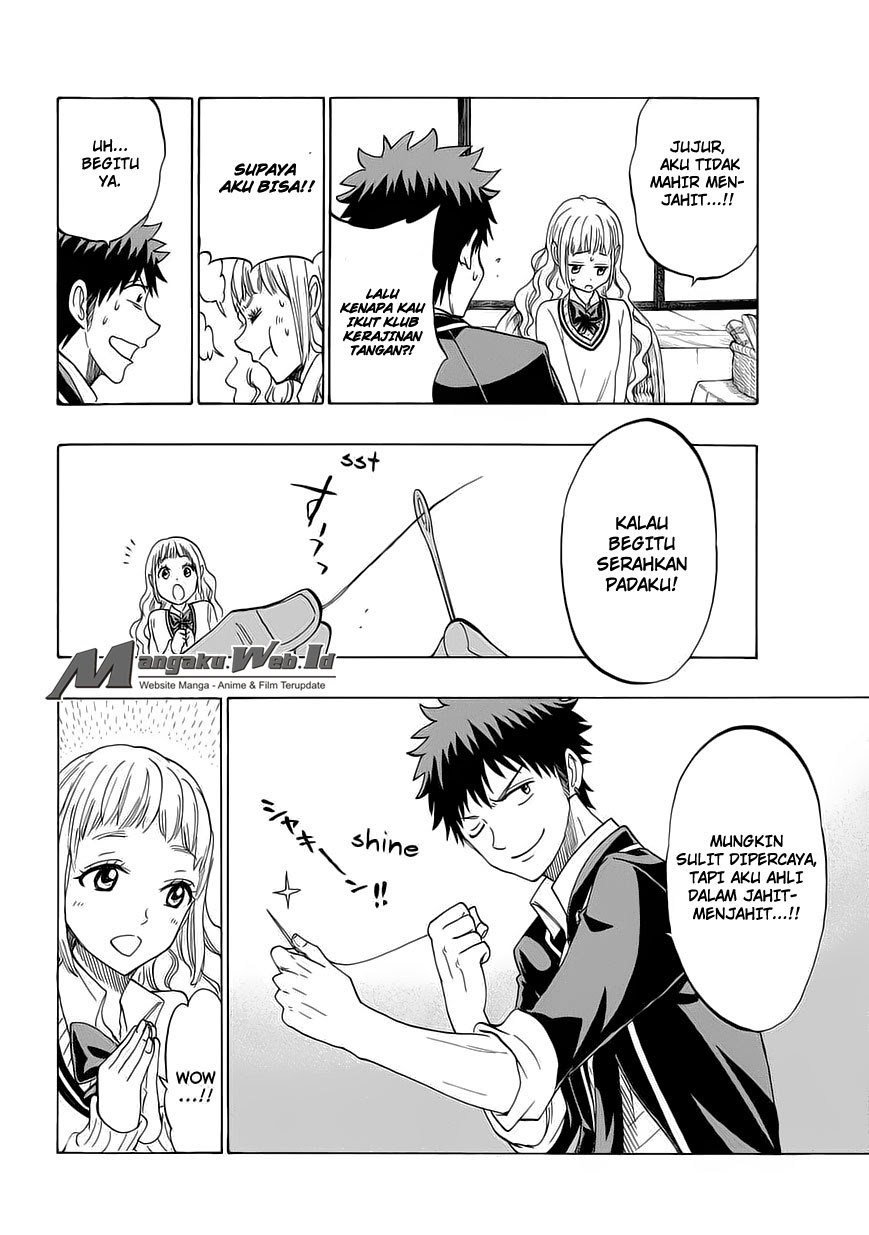 JUJUR,
AKU TIDAK
MAHIR MEN-
JAHIT...!!
LALU
KENAPA KAU
IKUT KLUB
KERAJINAN
TANGAN?!
SUPAYA
AKU BISA!!
UH...
BEGITU
YA.
KALAU
BEGITU
SERAHKAN
PADAKU!
sst
すっ
Mangaku.Web.Id
Website Manga - Anime & Film Terupdate
MUNGKIN
SULIT DIPERCAYA,
TAPI AKU AHLI
DALAM JAHIT-
MENJAHIT...!!
shine
シャキーン!!
WOW
...!!